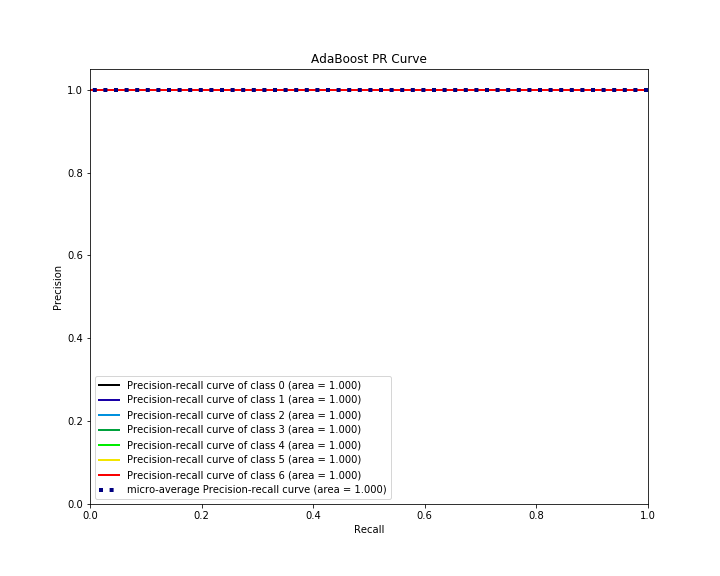 AdaBoost PR Curve
1.0
0.8
0.6
0.4
0.2
0.0
Precision
Precision-recall curve of class 0 (area = 1.000)
Precision-recall curve of class 1 (area = 1.000)
Precision-recall curve of class 2 (area = 1.000)
Precision-recall curve of class 3 (area = 1.000)
Precision-recall curve of class 4 (area = 1.000)
Precision-recall curve of class 5 (area = 1.000)
Precision-recall curve of class 6 (area = 1.000)
micro-average Precision-recall curve (area = 1.000)
0.0 0.2 0.4 0.6 0.8 1.0
Recall